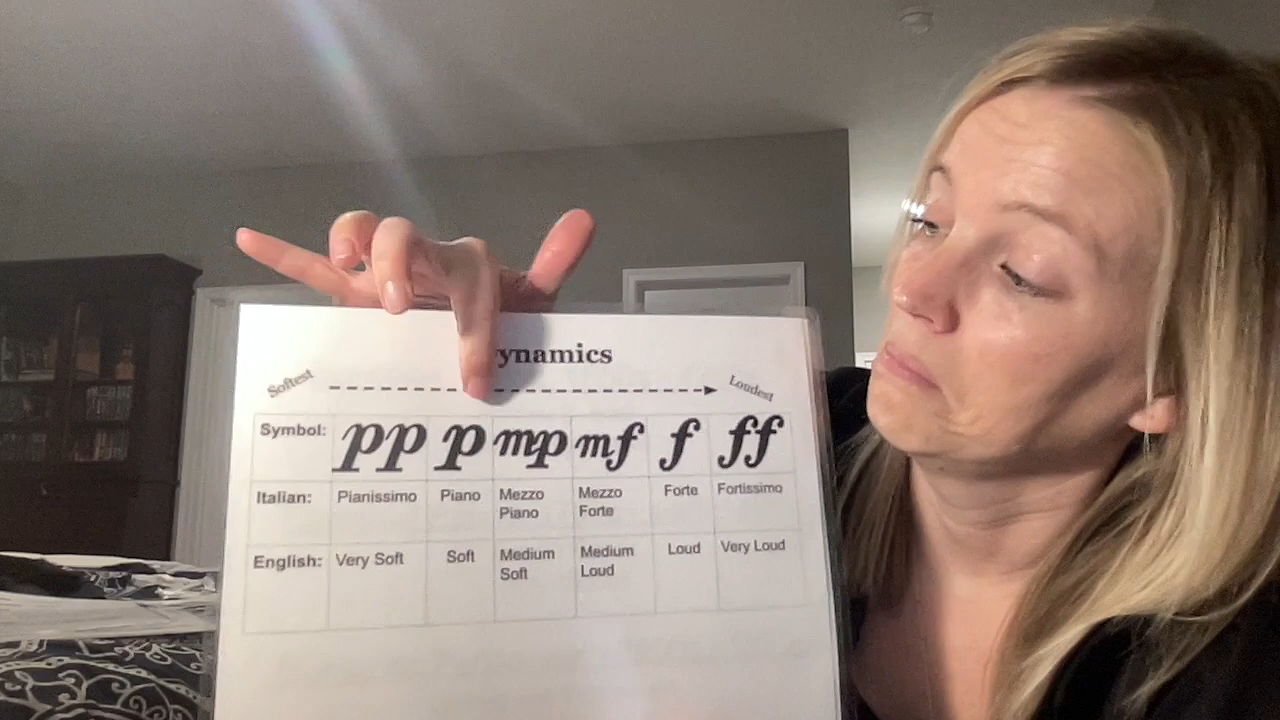 ynamics
Softest Loudest
Symbol: pp p mp mf f ff
Italian: Pianissimo Piano Mezzo Piano Mezzo Forte Forte Fortissimo
English: Very Soft Soft Medium Soft Medium Loud Loud Very Loud